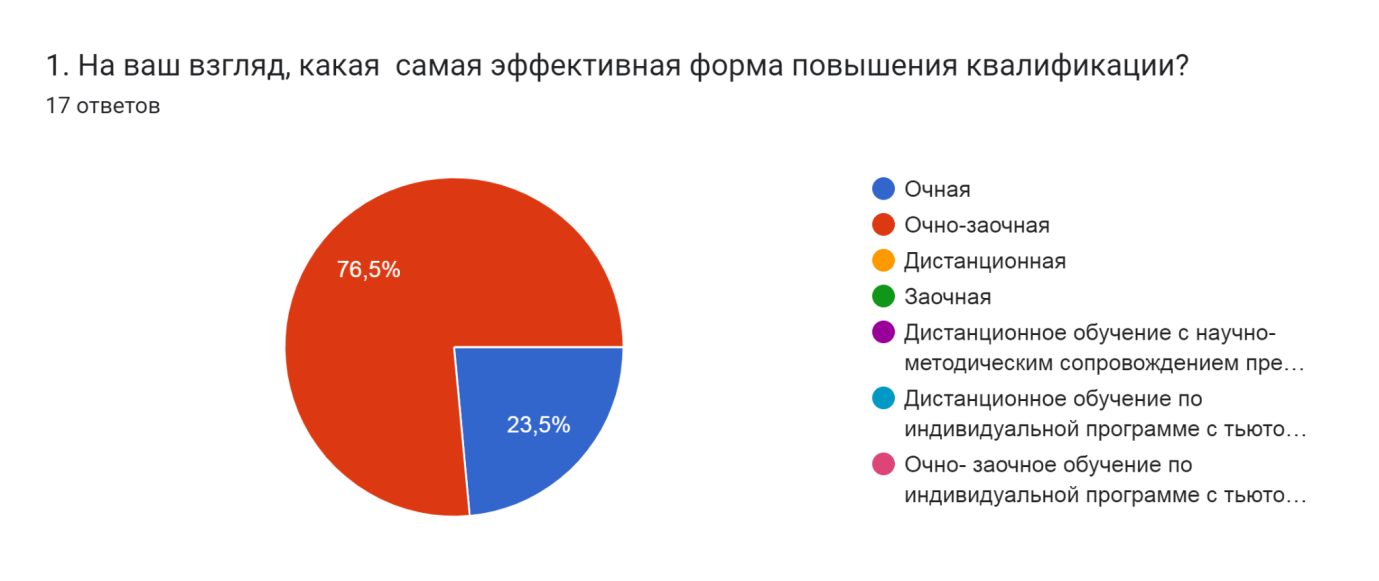 1. На ваш взгляд, какая  самая эффективная форма повышения квалификации?
17 ответов
76,5%
23,5%
Очная
Очно-заочная
Дистанционная
Заочная
Дистанционное обучение с научно-
методическим сопровождением пре…
Дистанционное обучение по
индивидуальной программе с тьюто…
Очно- заочное обучение по
индивидуальной программе с тьюто…